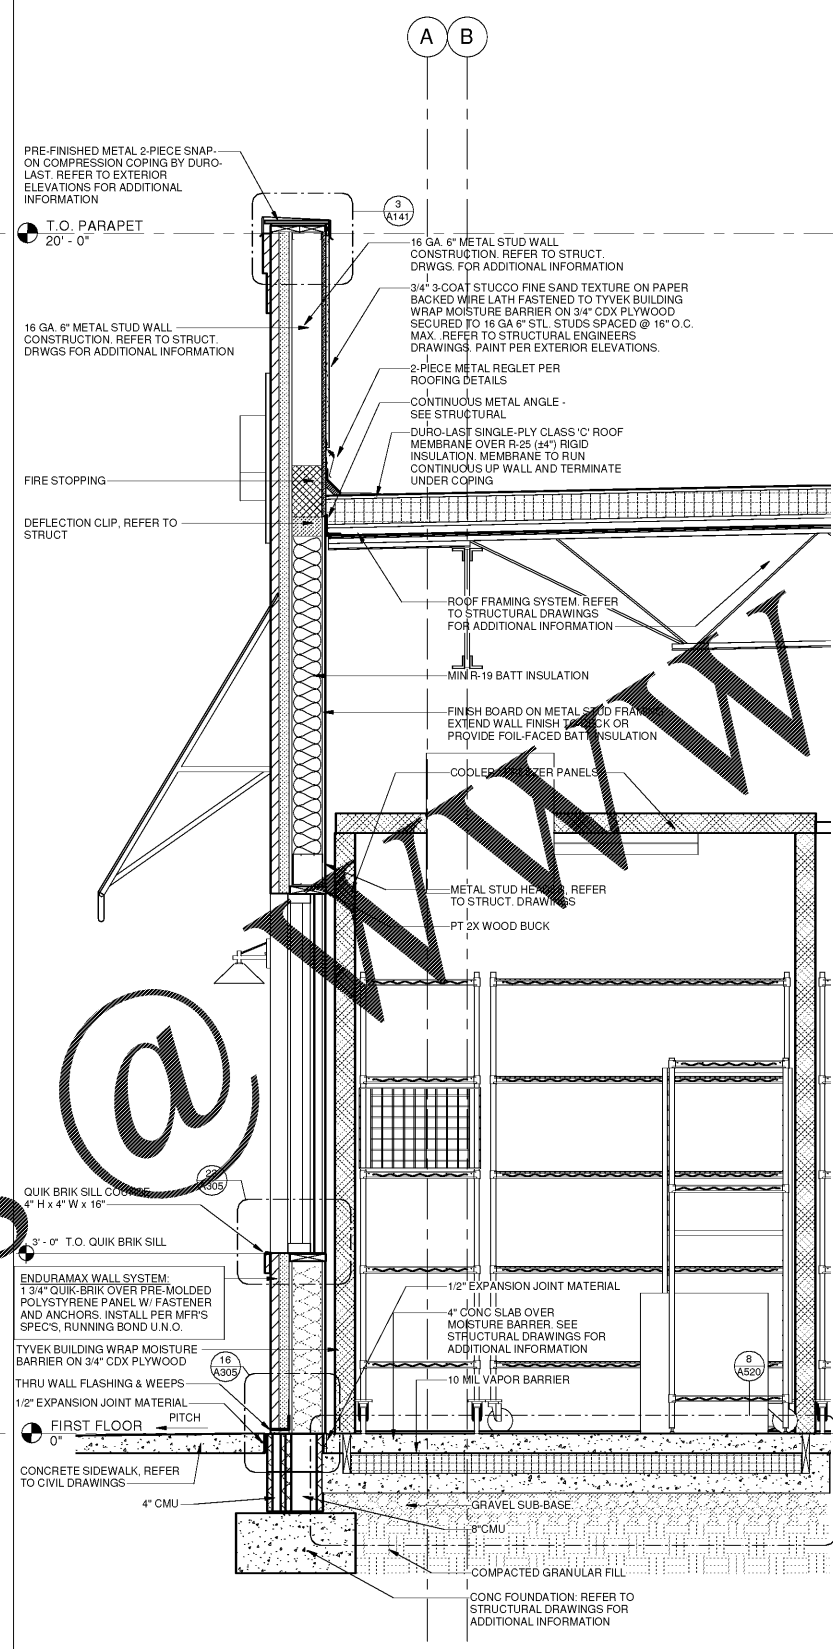 A B
PRE-FINISHED METAL 2-PIECE SNAP-
ON COMPRESSION COPING BY DURO-
LAST. REFER TO EXTERIOR
ELEVATIONS FOR ADDITIONAL
INFORMATION
3
A141
T.O. PARAPET
20' - 0"
16 GA. 6" METAL STUD WALL
CONSTRUCTION. REFER TO STRUCT.
DRWGS. FOR ADDITIONAL INFORMATION
3/4" 3-COAT STUCCO FINE SAND TEXTURE ON PAPER
BACKED WIRE LATH FASTENED TO TYVEK BUILDING
WRAP MOISTURE BARRIER ON 3/4" CDX PLYWOOD
SECURED TO 16 GA 6" STL. STUDS SPACED @ 16" O.C.
MAX. .REFER TO STRUCTURAL ENGINEERS
DRAWINGS. PAINT PER EXTERIOR ELEVATIONS.
16 GA. 6" METAL STUD WALL
CONSTRUCTION. REFER TO STRUCT.
DRWGS FOR ADDITIONAL INFORMATION
2-PIECE METAL REGLET PER
ROOFING DETAILS
CONTINUOUS METAL ANGLE -
SEE STRUCTURAL
DURO-LAST SINGLE-PLY CLASS 'C' ROOF
MEMBRANE OVER R-25 (±4") RIGID
INSULATION. MEMBRANE TO RUN
CONTINUOUS UP WALL AND TERMINATE
UNDER COPING
FIRE STOPPING
DEFLECTION CLIP, REFER TO
STRUCT
ROOF FRAMING SYSTEM. REFER
TO STRUCTURAL DRAWINGS
FOR ADDITIONAL INFORMATION
MIN R-19 BATT INSULATION
FINISH BOARD ON METAL STUD FRAMING
EXTEND WALL FINISH TO DECK OR
PROVIDE FOIL-FACED BATT INSULATION
COOLER/FREEZER PANELS
METAL STUD HEADER, REFER
TO STRUCT. DRAWINGS
PT 2X WOOD BUCK
@ WWW
A305
QUIK BRIK SILL COURSE
4" H x 4" W x 16"
3' - 0" T.O. QUIK BRIK SILL
ENDURAMAX WALL SYSTEM:
1 3/4" QUIK-BRIK OVER PRE-MOLDED
POLYSTYRENE PANEL W/ FASTENER
AND ANCHORS. INSTALL PER MFR'S
SPEC'S, RUNNING BOND U.N.O.
1/2" EXPANSION JOINT MATERIAL
4" CONC SLAB OVER
MOISTURE BARRER. SEE
STRUCTURAL DRAWINGS FOR
ADDITIONAL INFORMATION
TYVEK BUILDING WRAP MOISTURE
BARRIER ON 3/4" CDX PLYWOOD
16
A305
8
A520
10 MIL VAPOR BARRIER
THRU WALL FLASHING & WEEPS
1/2" EXPANSION JOINT MATERIAL
PITCH
FIRST FLOOR
0"
CONCRETE SIDEWALK, REFER
TO CIVIL DRAWINGS
4" CMU
GRAVEL SUB-BASE
8"CMU
COMPACTED GRANULAR FILL
CONC FOUNDATION: REFER TO
STRUCTURAL DRAWINGS FOR
ADDITIONAL INFORMATION